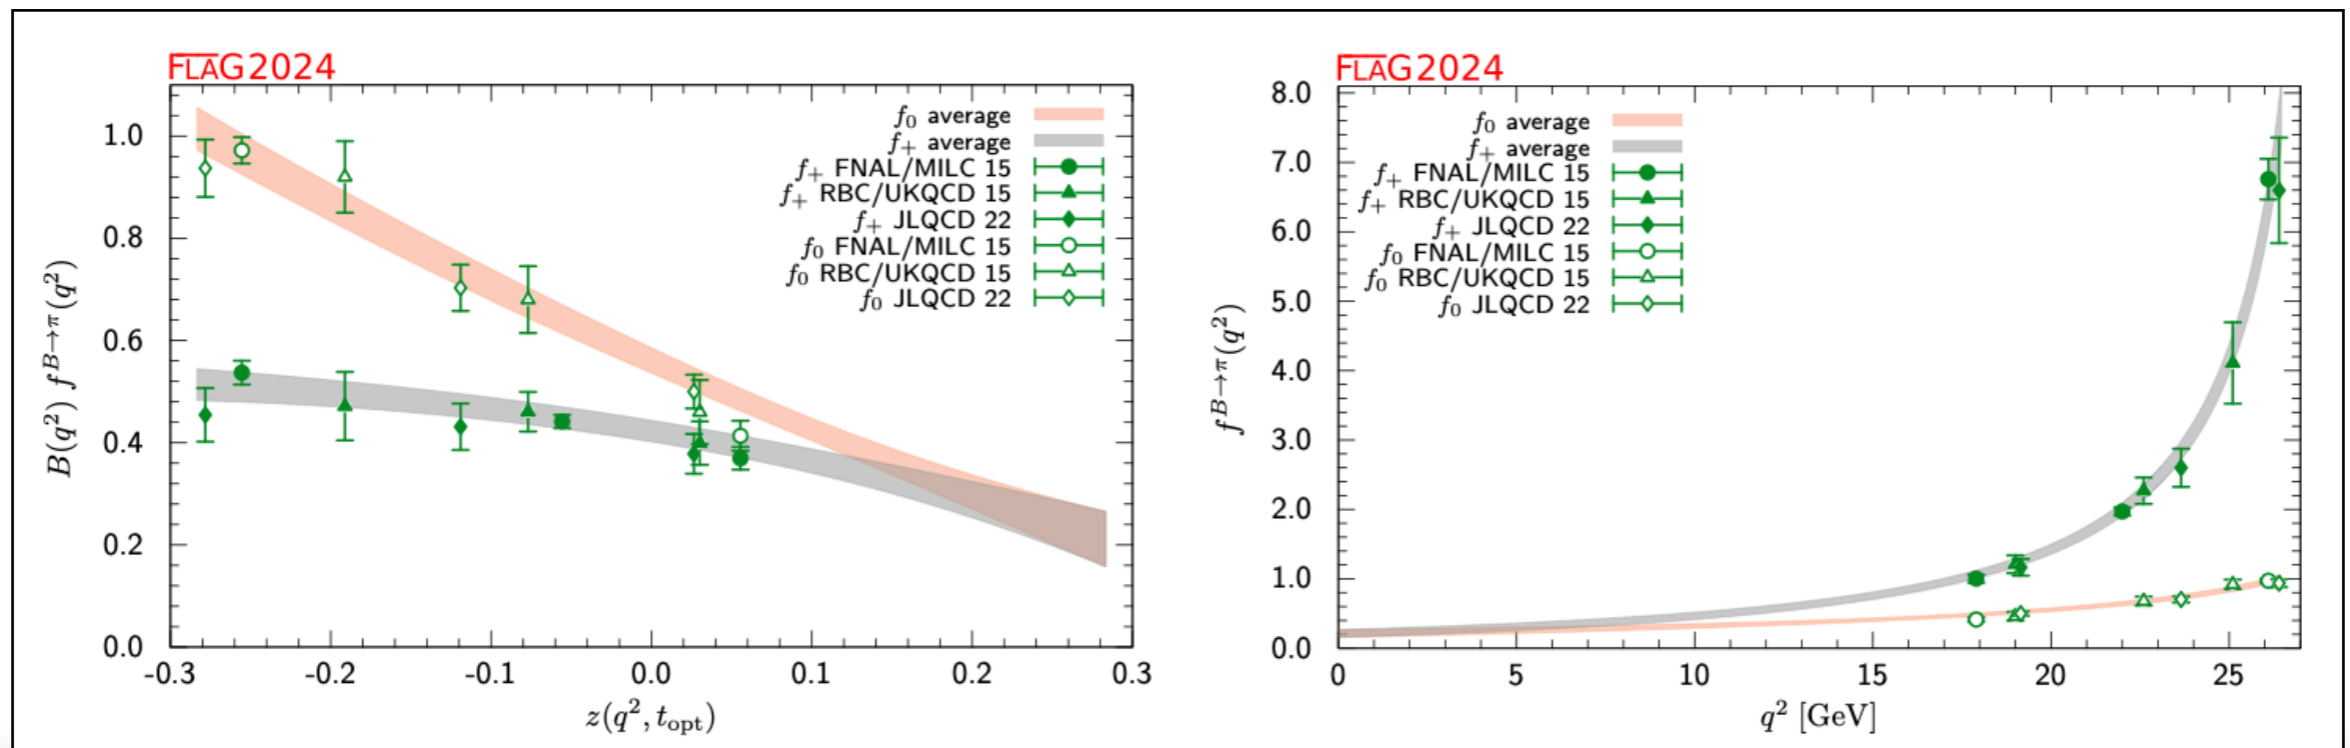 FLAG2024
f₀ average
f₊ average
f₊ FNAL/MILC 15
f₊ RBC/UKQCD 15
f₊ JLQCD 22
f₀ FNAL/MILC 15
f₀ RBC/UKQCD 15
f₀ JLQCD 22
1.0
0.8
0.6
0.4
0.2
0.0
B(q²) f^{B→π}(q²)
-0.3 -0.2 -0.1 0.0 0.1 0.2 0.3
z(q², t_opt)
FLAG2024
f₀ average
f₊ average
f₊ FNAL/MILC 15
f₊ RBC/UKQCD 15
f₊ JLQCD 22
f₀ FNAL/MILC 15
f₀ RBC/UKQCD 15
f₀ JLQCD 22
8.0
7.0
6.0
5.0
4.0
3.0
2.0
1.0
0.0
f^{B→π}(q²)
0 5 10 15 20 25
q² [GeV]